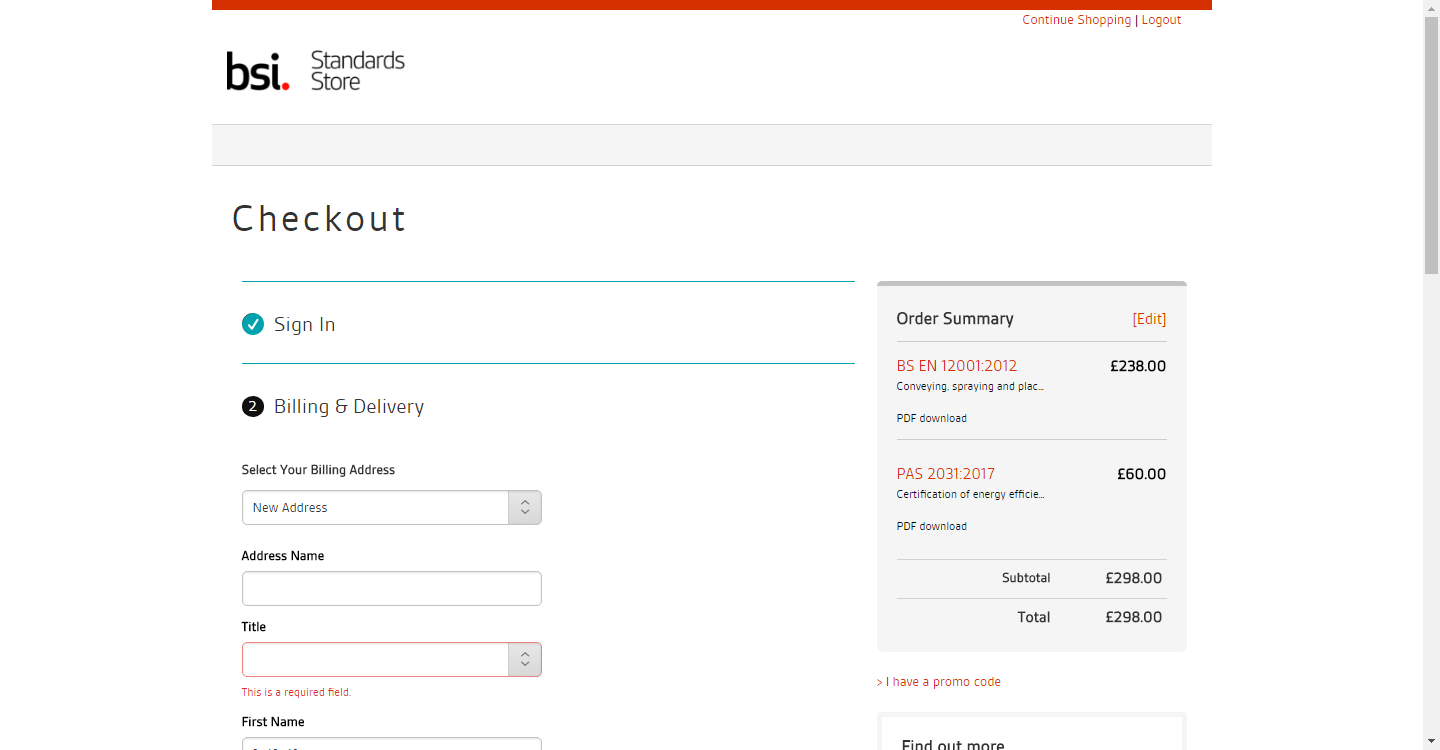 Continue Shopping | Logout
bsi. Standards Store
Checkout
Sign In
2 Billing & Delivery
Select Your Billing Address
New Address
Address Name
Title
This is a required field.
First Name
Order Summary [Edit]
BS EN 12001:2012 £238.00
Conveying, spraying and plac...
PDF download
PAS 2031:2017 £60.00
Certification of energy efficie...
PDF download
Subtotal £298.00
Total £298.00
> I have a promo code
Find out more